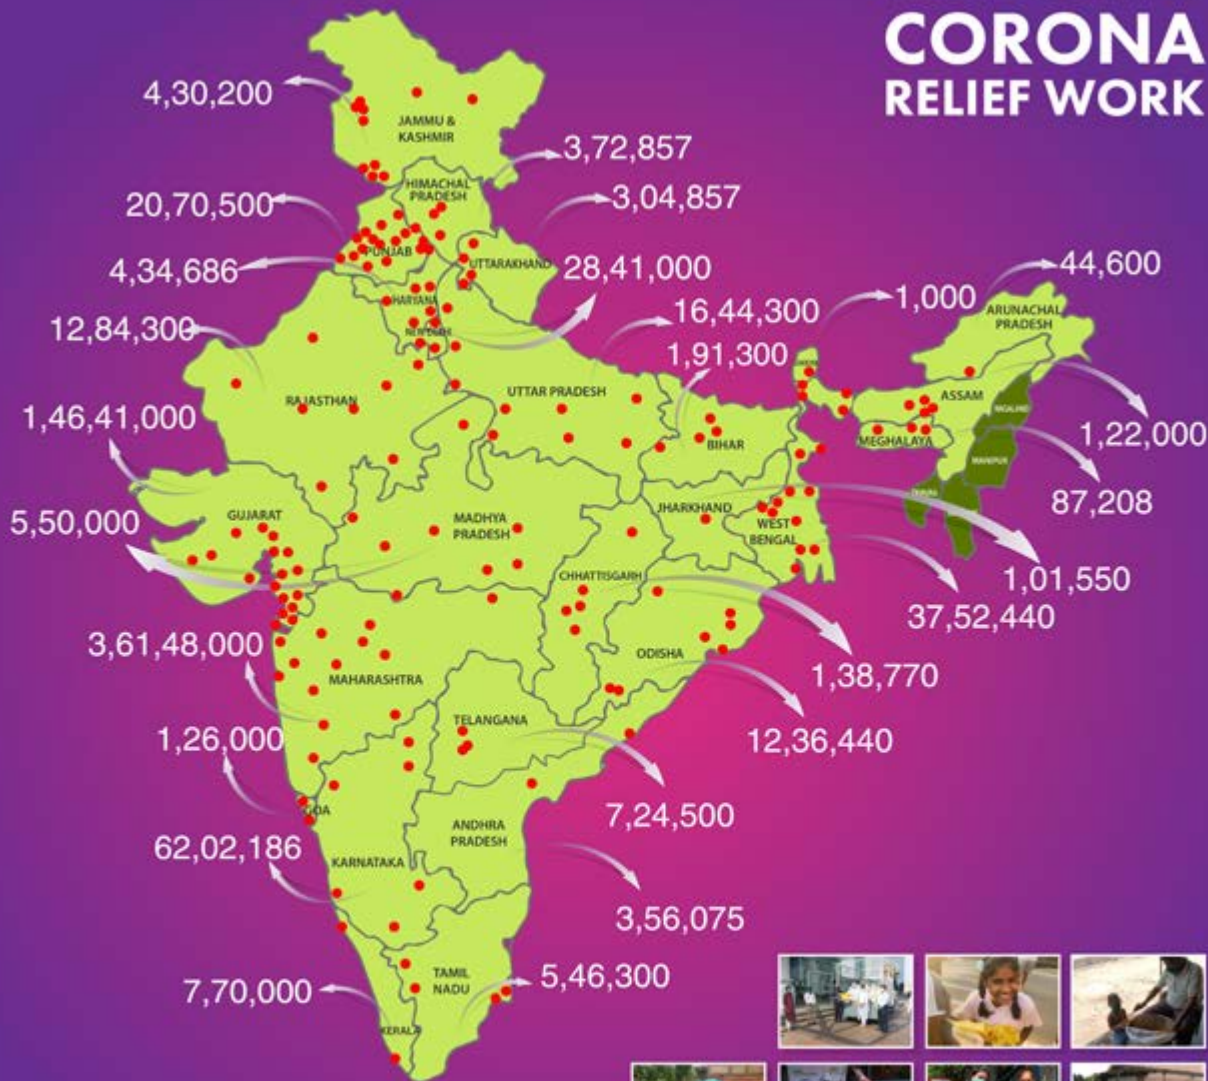 CORONA
RELIEF WORK
4,30,200
JAMMU &
KASHMIR
3,72,857
HIMACHAL
PRADESH
3,04,857
20,70,500
PUNJAB
UTTARAKHAND
4,34,686
28,41,000
44,600
HARYANA
1,000
ARUNACHAL
PRADESH
12,84,300
NEW DELHI
16,44,300
1,91,300
UTTAR PRADESH
RAJASTHAN
ASSAM
NAGALAND
1,46,41,000
BIHAR
MEGHALAYA
1,22,000
MANIPUR
87,208
5,50,000
GUJARAT
MADHYA
PRADESH
JHARKHAND
WEST
BENGAL
CHHATTISGARH
1,01,550
37,52,440
3,61,48,000
ODISHA
1,38,770
MAHARASHTRA
TELANGANA
1,26,000
12,36,440
GOA
7,24,500
ANDHRA
PRADESH
62,02,186
KARNATAKA
3,56,075
TAMIL
NADU
5,46,300
7,70,000
KERALA